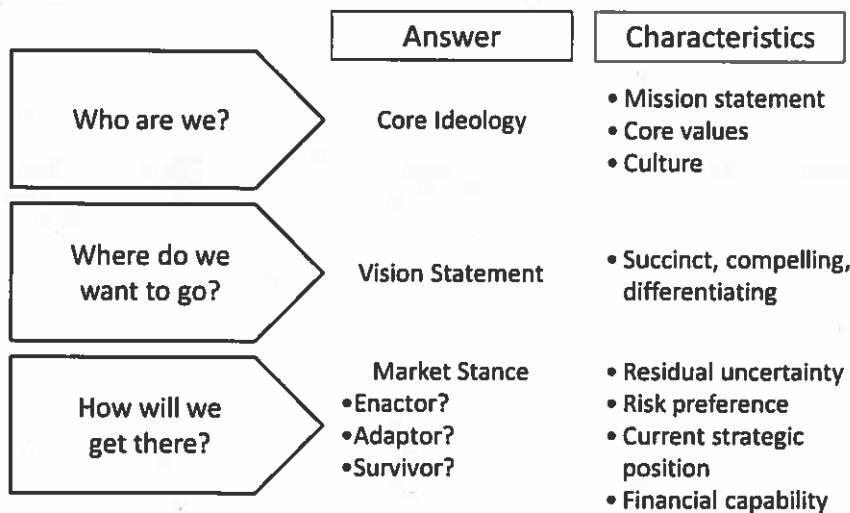 Answer
Characteristics
Who are we?
Core Ideology
• Mission statement
• Core values
• Culture
Where do we
want to go?
Vision Statement
• Succinct, compelling,
differentiating
How will we
get there?
Market Stance
•Enactor?
•Adaptor?
•Survivor?
• Residual uncertainty
• Risk preference
• Current strategic
position
• Financial capability